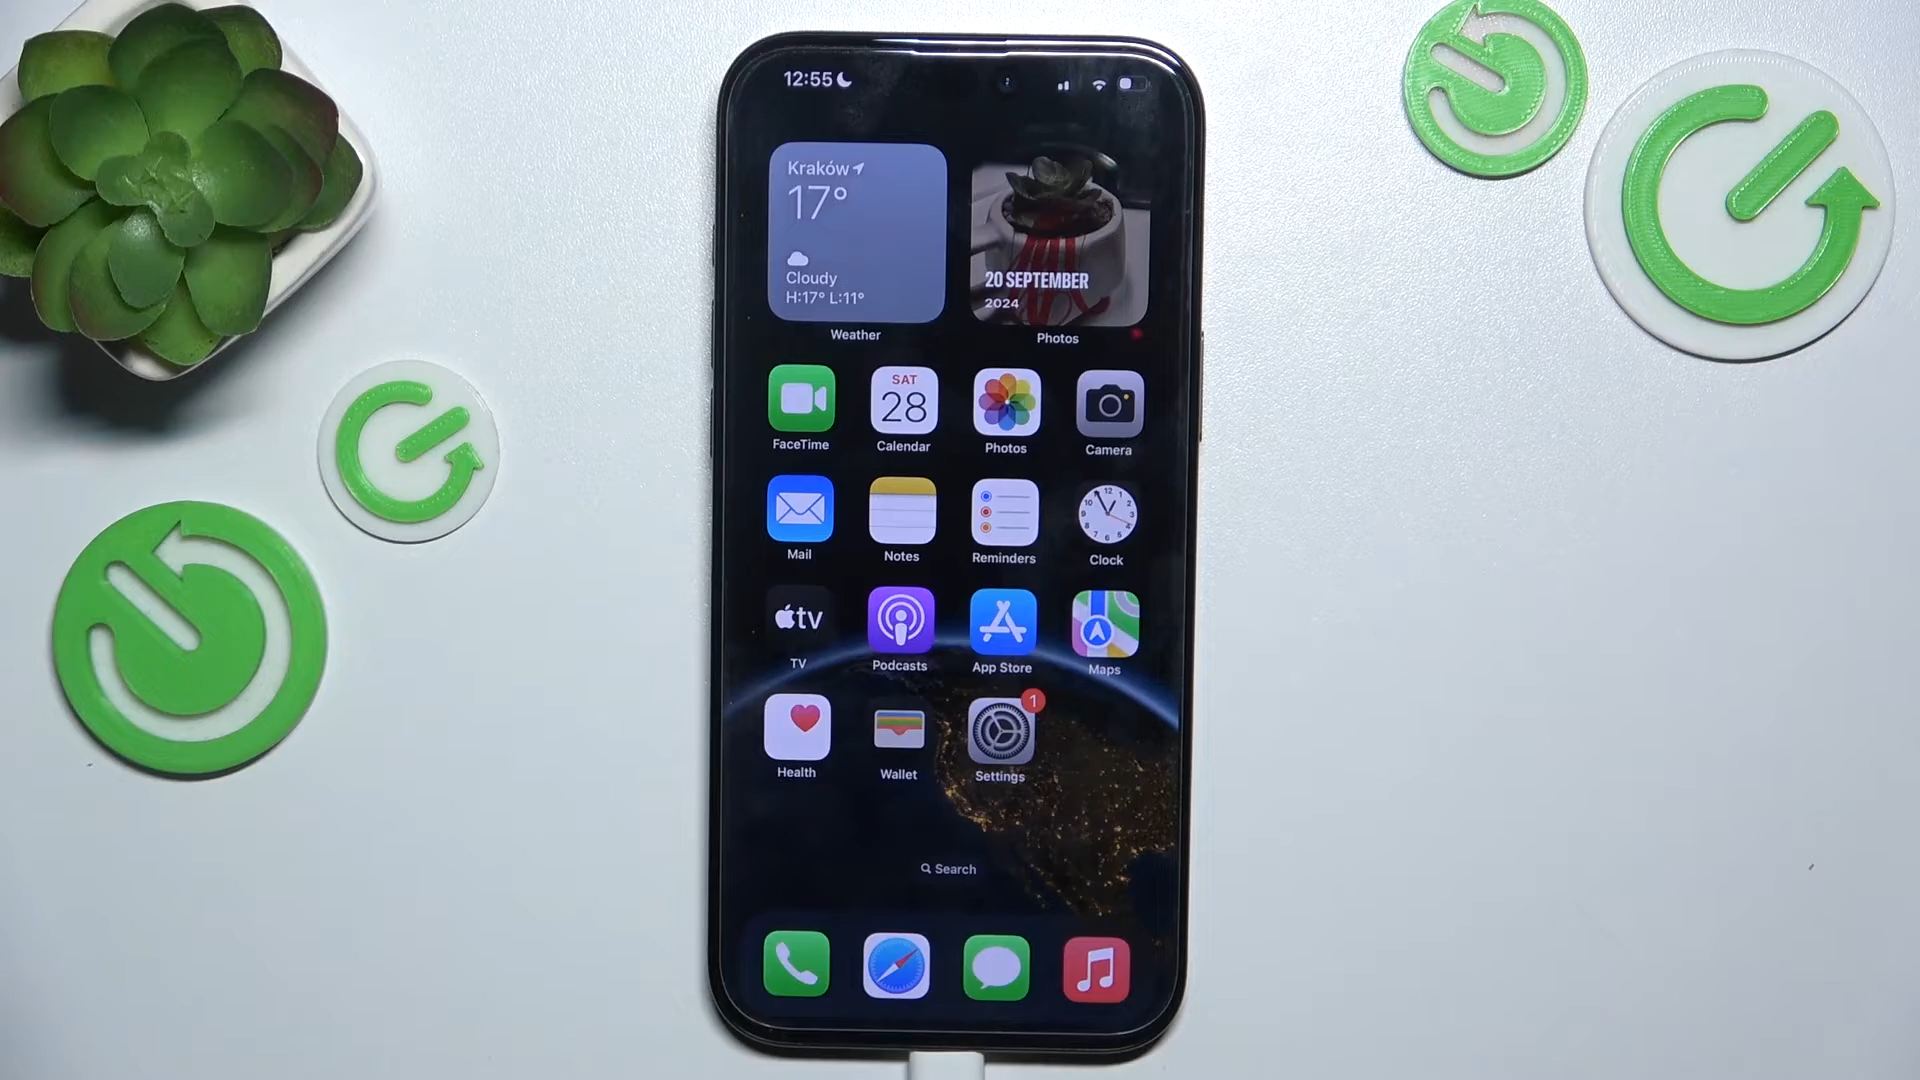 12:55
Kraków
17°
Cloudy
H:17° L:11°
Weather
20 SEPTEMBER
2024
Photos
FaceTime
SAT
28
Calendar
Photos
Camera
Mail
Notes
Reminders
Clock
tv
TV
Podcasts
App Store
Maps
Health
Wallet
1
Settings
Search